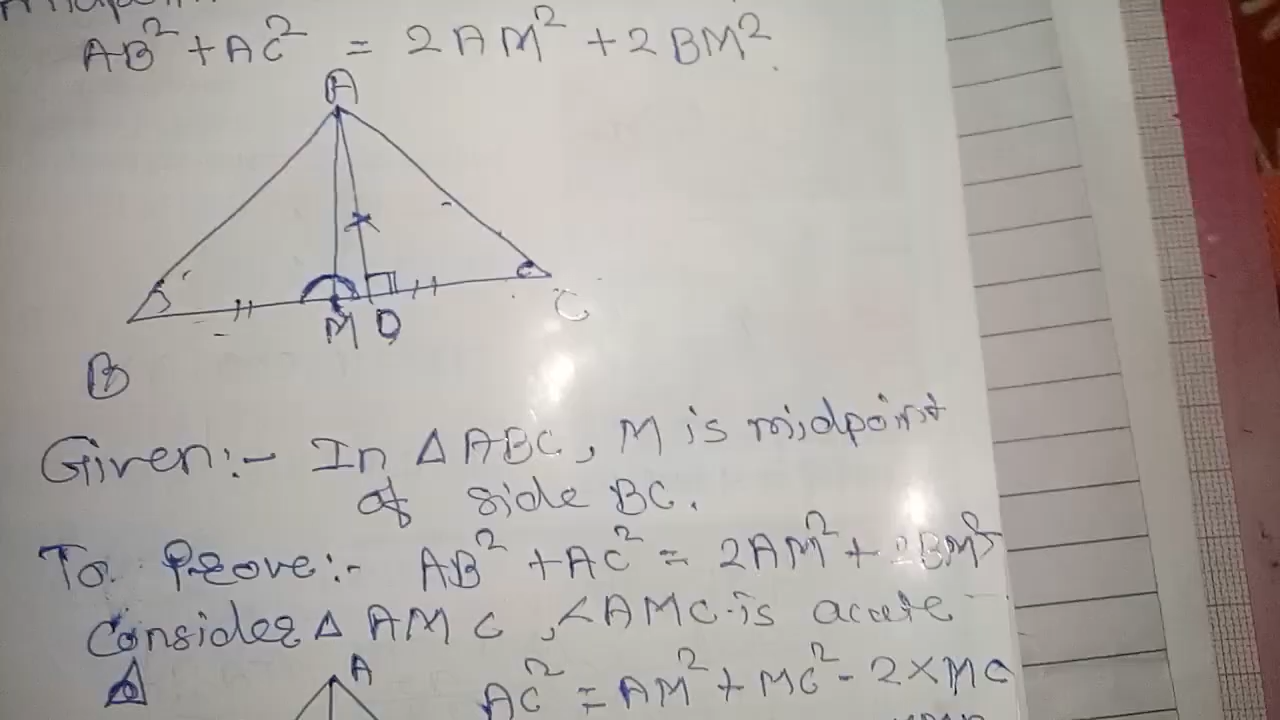 AB² + AC² = 2AM² + 2BM².
A
M D
C
B
Given:- In △ABC, M is midpoint
of side BC.
To Prove:- AB² + AC² = 2AM² + 2BM²
Consider △ AMC, <AMC is acute
A
AC² = AM² + MC² - 2×MC